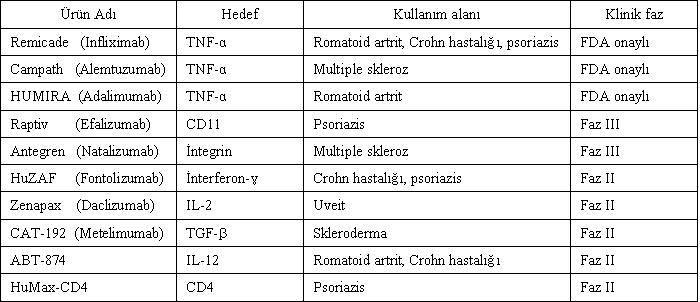 Ürün Adı Hedef Kullanım alanı Klinik faz
Remicade (Infliximab) TNF-α Romatoid artrit, Crohn hastalığı, psoriazis FDA onaylı
Campath (Alemtuzumab) TNF-α Multiple skleroz FDA onaylı
HUMIRA (Adalimumab) TNF-α Romatoid artrit FDA onaylı
Raptiv (Efalizumab) CD11 Psoriazis Faz III
Antegren (Natalizumab) İntegrin Multiple skleroz Faz III
HuZAF (Fontolizumab) İnterferon-γ Crohn hastalığı, psoriazis Faz II
Zenapax (Daclizumab) IL-2 Uveit Faz II
CAT-192 (Metelimumab) TGF-β Skleroderma Faz II
ABT-874 IL-12 Romatoid artrit, Crohn hastalığı Faz II
HuMax-CD4 CD4 Psoriazis Faz II